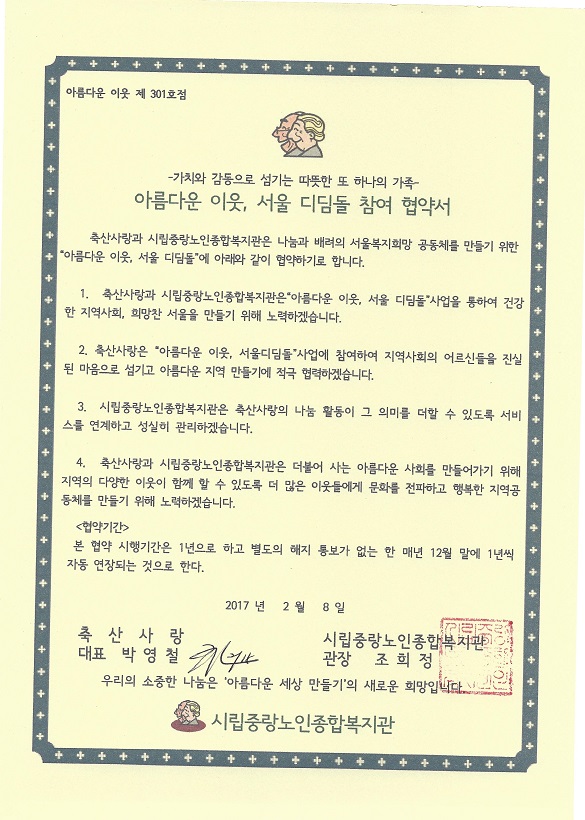 아름다운 이웃 제 301호점
-가치와 감동으로 섬기는 따뜻한 또 하나의 가족-
아름다운 이웃, 서울 디딤돌 참여 협약서
축산사랑과 시립중랑노인종합복지관은 나눔과 배려의 서울복지희망 공동체를 만들기 위한
“아름다운 이웃, 서울 디딤돌”에 아래와 같이 협약하기로 합니다.
1. 축산사랑과 시립중랑노인종합복지관은“아름다운 이웃, 서울 디딤돌”사업을 통하여 건강
한 지역사회, 희망찬 서울을 만들기 위해 노력하겠습니다.
2. 축산사랑은 “아름다운 이웃, 서울디딤돌”사업에 참여하여 지역사회의 어르신들을 진실
된 마음으로 섬기고 아름다운 지역 만들기에 적극 협력하겠습니다.
3. 시립중랑노인종합복지관은 축산사랑의 나눔 활동이 그 의미를 더할 수 있도록 서비
스를 연계하고 성실히 관리하겠습니다.
4. 축산사랑과 시립중랑노인종합복지관은 더불어 사는 아름다운 사회를 만들어가기 위해
지역의 다양한 이웃이 함께 할 수 있도록 더 많은 이웃들에게 문화를 전파하고 행복한 지역공
동체를 만들기 위해 노력하겠습니다.
<협약기간>
본 협약 시행기간은 1년으로 하고 별도의 해지 통보가 없는 한 매년 12월 말에 1년씩
자동 연장되는 것으로 한다.
2017 년 2 월 8 일
축 산 사 랑
대표 박 영 철
시립중랑노인종합복지관
관장 조 희 정
우리의 소중한 나눔은 '아름다운 세상 만들기'의 새로운 희망입니다
시립중랑노인종합복지관